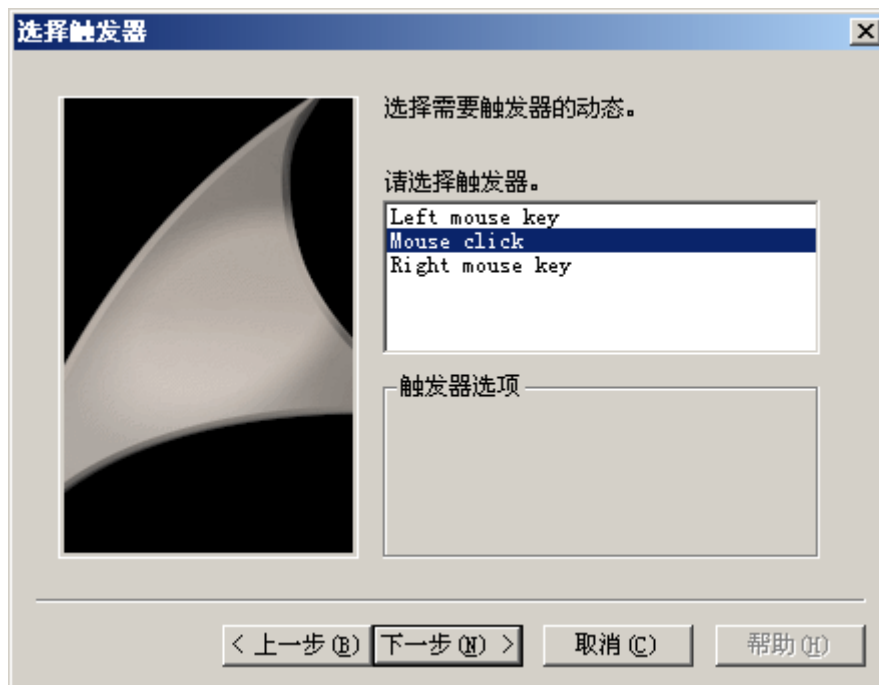 选择触发器
选择需要触发器的动态。
请选择触发器。
Left mouse key
Mouse click
Right mouse key
触发器选项
< 上一步(B)
下一步(N) >
取消(C)
帮助(H)